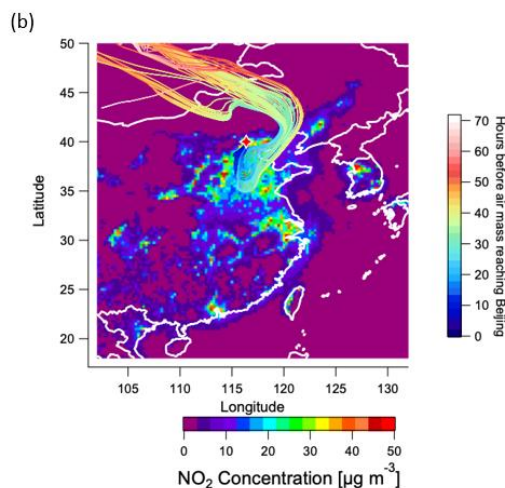 (b)
50
45
40
35
30
25
20
Latitude
105 110 115 120 125 130
Longitude
70
60
50
40
30
20
10
0
Hours before air mass reaching Beijing
0 10 20 30 40 50
NO₂ Concentration [µg m⁻³]